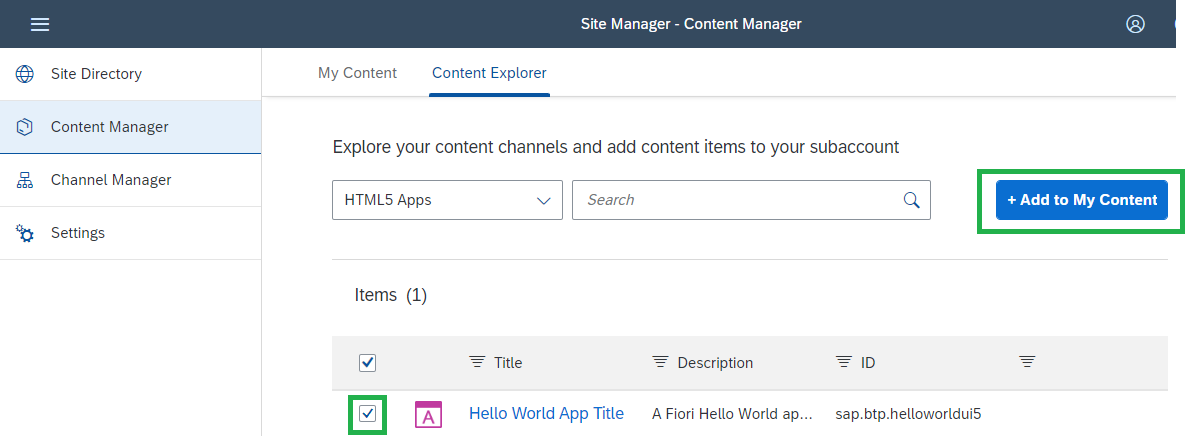 Site Manager - Content Manager
Site Directory
Content Manager
Channel Manager
Settings
My Content
Content Explorer
Explore your content channels and add content items to your subaccount
HTML5 Apps
Search
+ Add to My Content
Items (1)
Title
Description
ID
A
Hello World App Title
A Fiori Hello World ap...
sap.btp.helloworldui5